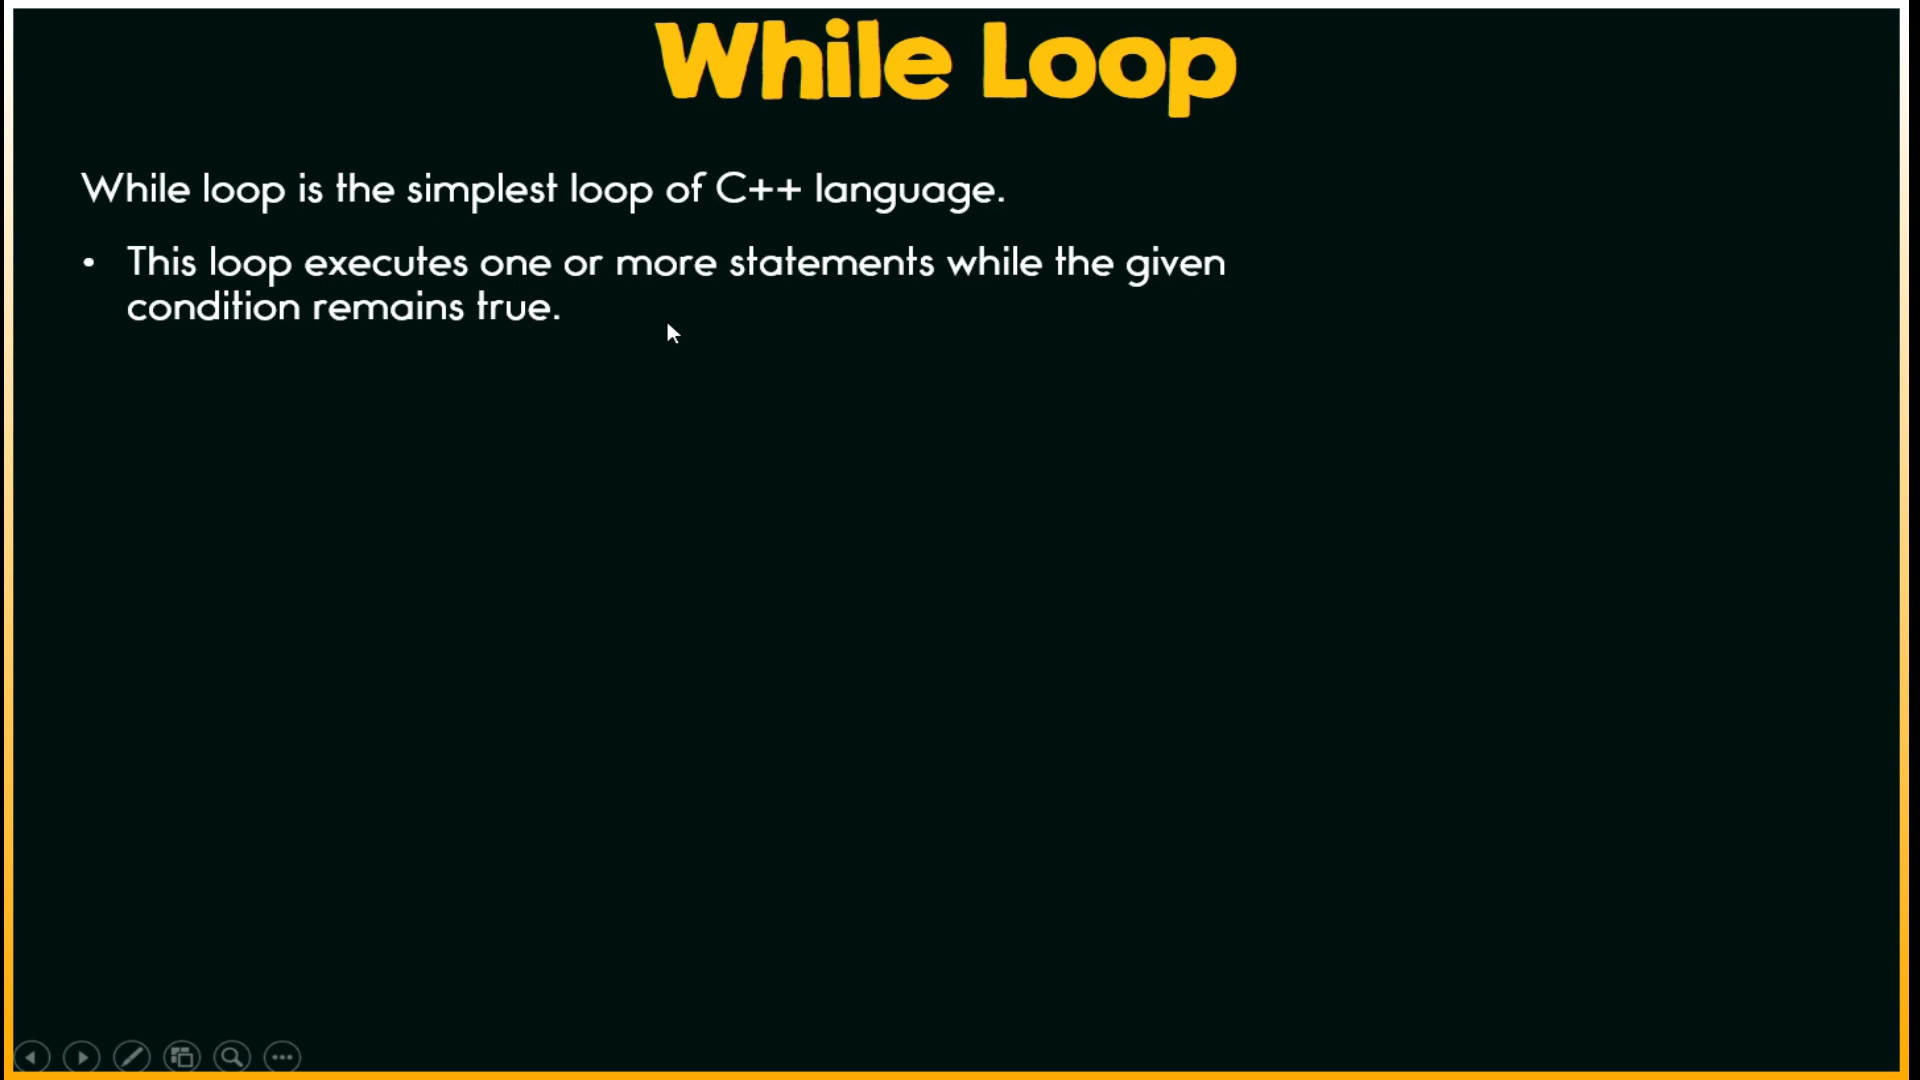 While Loop
While loop is the simplest loop of C++ language.
• This loop executes one or more statements while the given
condition remains true.